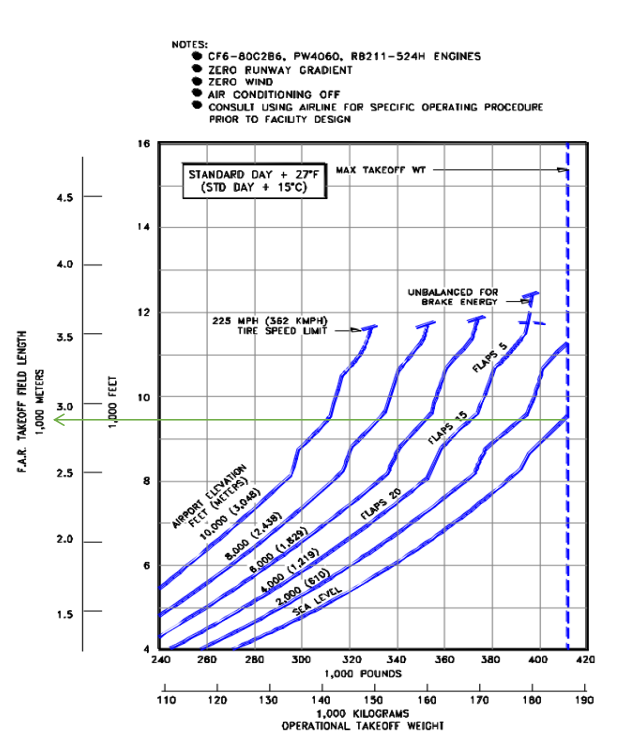 NOTES:
CF6-80C2B6, PW4060, RB211-524H ENGINES
ZERO RUNWAY GRADIENT
ZERO WIND
AIR CONDITIONING OFF
CONSULT USING AIRLINE FOR SPECIFIC OPERATING PROCEDURE
PRIOR TO FACILITY DESIGN
STANDARD DAY + 27°F
(STD DAY + 15°C)
MAX TAKEOFF WT
UNBALANCED FOR
BRAKE ENERGY
225 MPH (362 KMPH)
TIRE SPEED LIMIT
FLAPS 5
FLAPS 15
FLAPS 20
AIRPORT ELEVATION
FEET (METERS)
10,000 (3,048)
8,000 (2,438)
6,000 (1,829)
4,000 (1,219)
2,000 (610)
SEA LEVEL
F.A.R. TAKEOFF FIELD LENGTH
1,000 METERS
4.5
4.0
3.5
3.0
2.5
2.0
1.5
1,000 FEET
16
14
12
10
8
6
4
240 260 280 300 320 340 360 380 400 420
1,000 POUNDS
110 120 130 140 150 160 170 180 190
1,000 KILOGRAMS
OPERATIONAL TAKEOFF WEIGHT